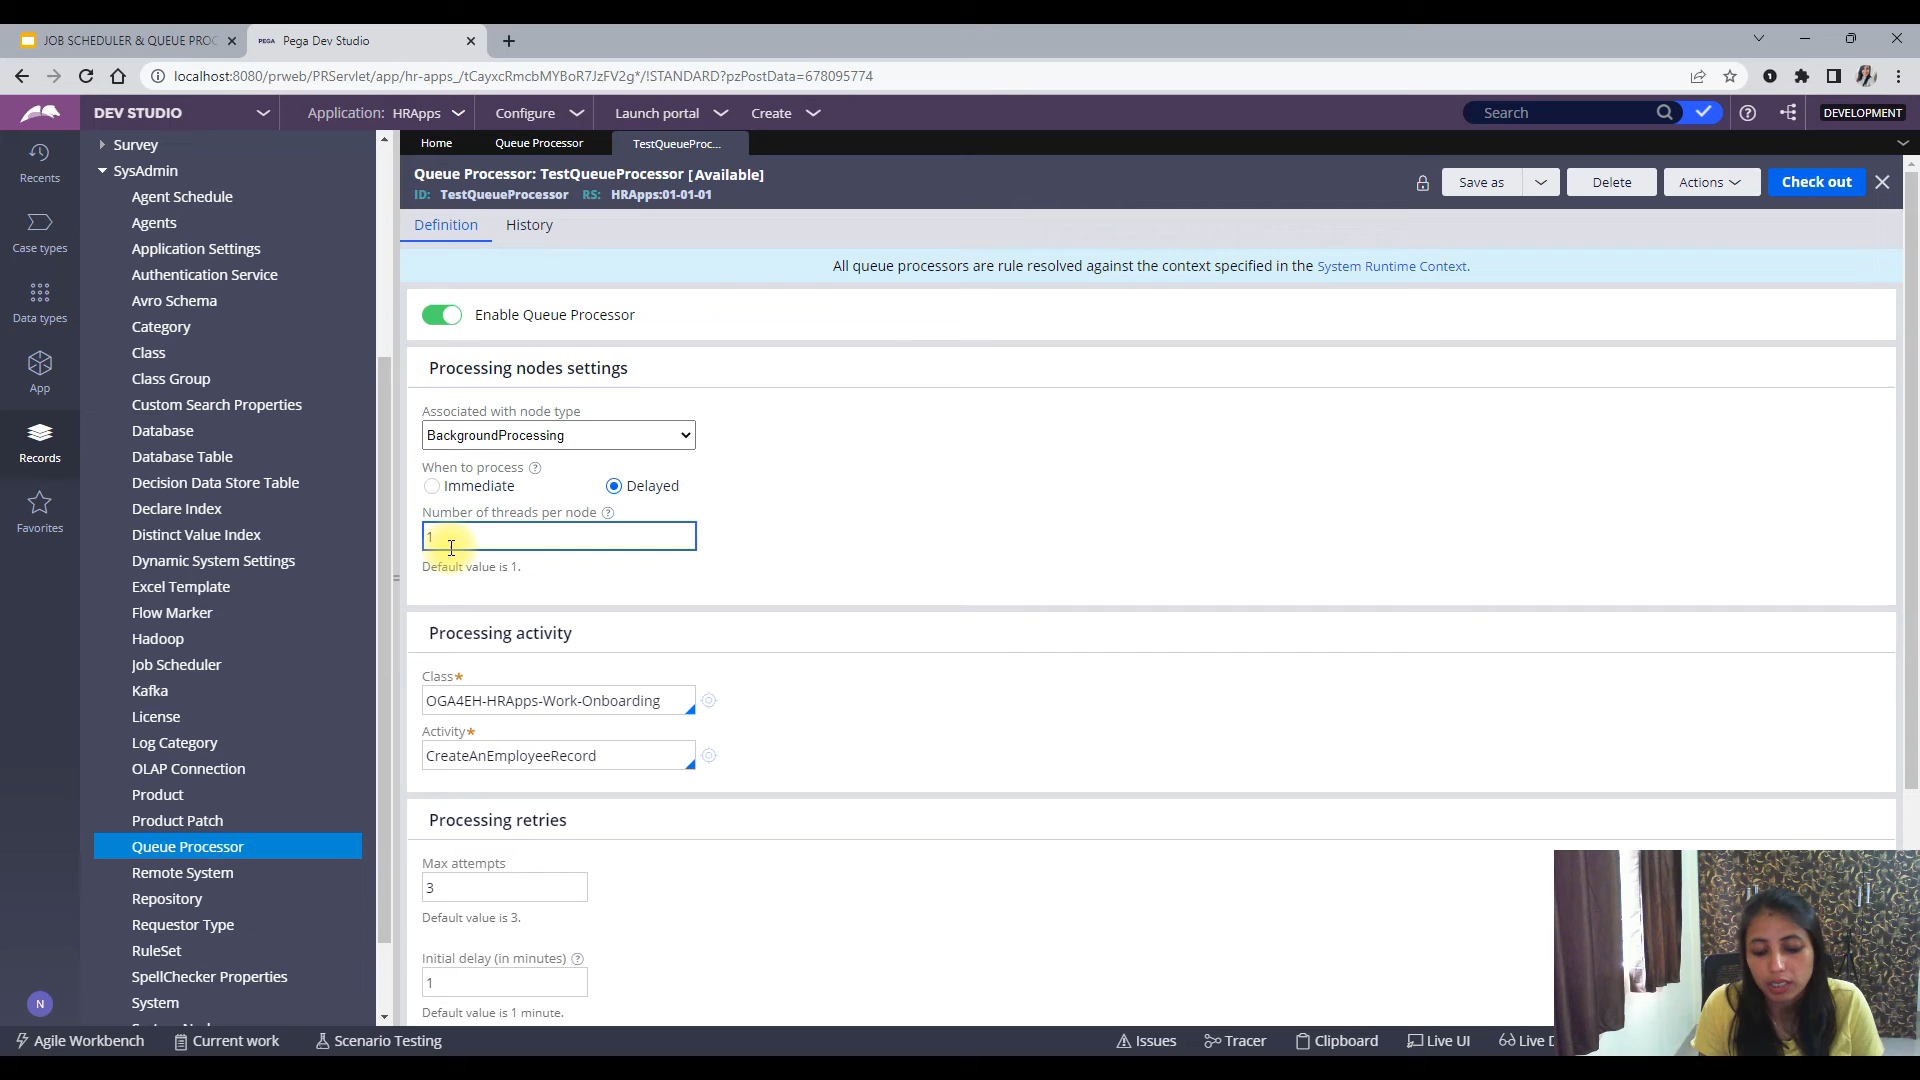 JOB SCHEDULER & QUEUE PROC
PEGA Pega Dev Studio
localhost:8080/prweb/PRServlet/app/hr-apps_/tCayxcRmcbMYBoR7JzFV2g*/!STANDARD?pzPostData=678095774
DEV STUDIO
Application: HRApps
Configure
Launch portal
Create
Search
DEVELOPMENT
Recents
Case types
Data types
App
Records
Favorites
N
Survey
SysAdmin
Agent Schedule
Agents
Application Settings
Authentication Service
Avro Schema
Category
Class
Class Group
Custom Search Properties
Database
Database Table
Decision Data Store Table
Declare Index
Distinct Value Index
Dynamic System Settings
Excel Template
Flow Marker
Hadoop
Job Scheduler
Kafka
License
Log Category
OLAP Connection
Product
Product Patch
Queue Processor
Remote System
Repository
Requestor Type
RuleSet
SpellChecker Properties
System
Home
Queue Processor
TestQueueProc...
Queue Processor: TestQueueProcessor [Available]
ID: TestQueueProcessor RS: HRApps:01-01-01
Save as
Delete
Actions
Check out
Definition
History
All queue processors are rule resolved against the context specified in the System Runtime Context.
Enable Queue Processor
Processing nodes settings
Associated with node type
BackgroundProcessing
When to process
Immediate
Delayed
Number of threads per node
1
Default value is 1.
Processing activity
Class*
OGA4EH-HRApps-Work-Onboarding
Activity*
CreateAnEmployeeRecord
Processing retries
Max attempts
3
Default value is 3.
Initial delay (in minutes)
1
Default value is 1 minute.
Agile Workbench
Current work
Scenario Testing
Issues
Tracer
Clipboard
Live UI
Live D